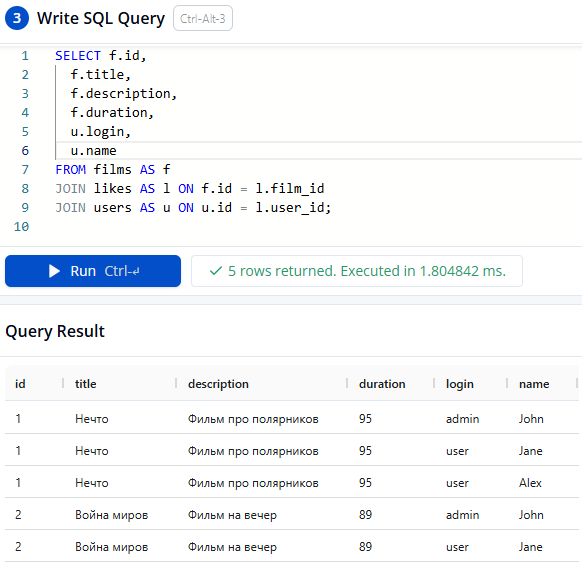 3 Write SQL Query Ctrl-Alt-3
1 SELECT f.id,
2 f.title,
3 f.description,
4 f.duration,
5 u.login,
6 u.name
7 FROM films AS f
8 JOIN likes AS l ON f.id = l.film_id
9 JOIN users AS u ON u.id = l.user_id;
10
Run Ctrl-⏎
✓ 5 rows returned. Executed in 1.804842 ms.
Query Result
id title description duration login name
1 Нечто Фильм про полярников 95 admin John
1 Нечто Фильм про полярников 95 user Jane
1 Нечто Фильм про полярников 95 user Alex
2 Война миров Фильм на вечер 89 admin John
2 Война миров Фильм на вечер 89 user Jane